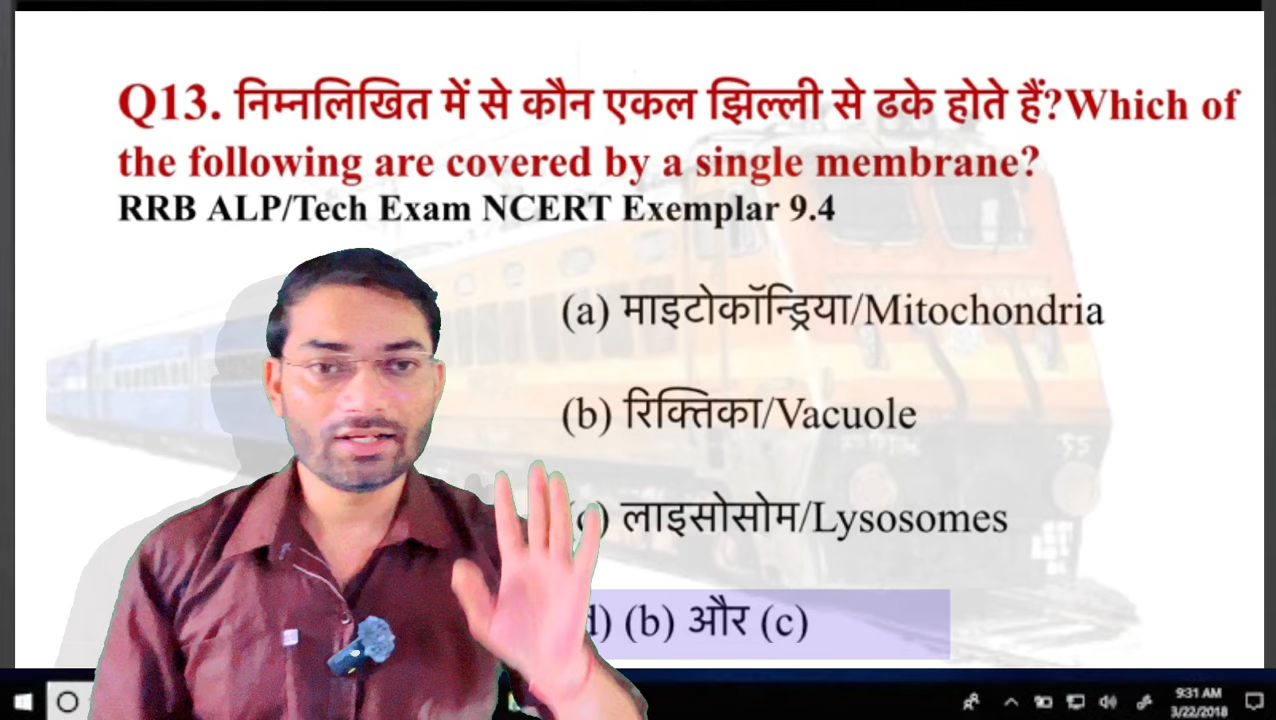 Q13. निम्नलिखित में से कौन एकल झिल्ली से ढके होते हैं?Which of
the following are covered by a single membrane?
RRB ALP/Tech Exam NCERT Exemplar 9.4
(a) माइटोकॉन्ड्रिया/Mitochondria
(b) रिक्तिका/Vacuole
(c) लाइसोसोम/Lysosomes
d) (b) और (c)
9:31 AM
3/22/2018